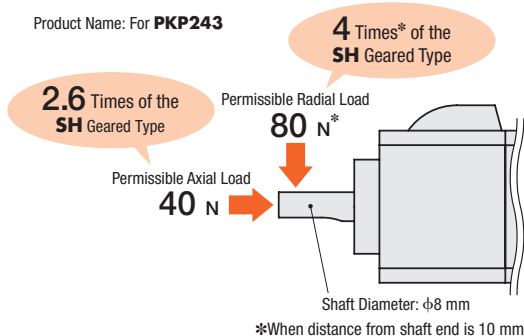 Product Name: For PKP243
4 Times* of the
SH Geared Type
2.6 Times of the
SH Geared Type
Permissible Radial Load
80 N*
Permissible Axial Load
40 N
Shaft Diameter: ϕ8 mm
*When distance from shaft end is 10 mm